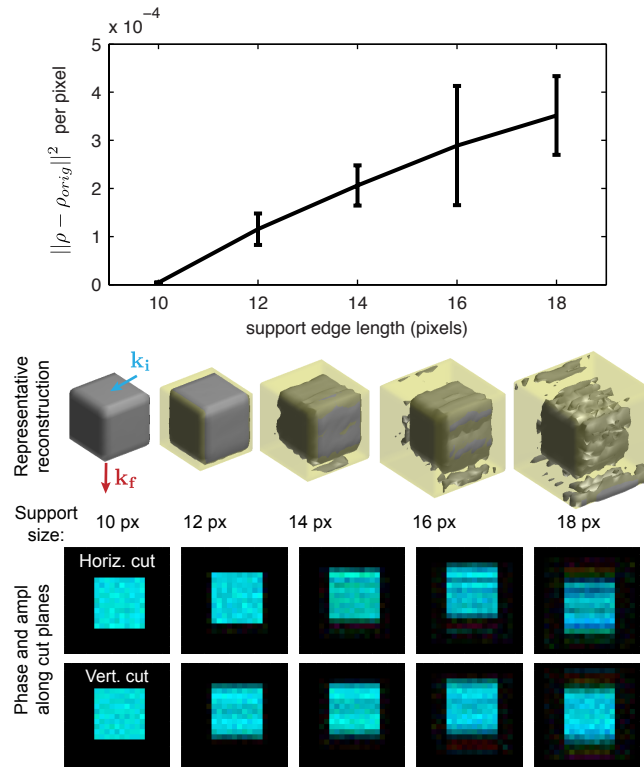 × 10⁻⁴
5
4
3
2
1
0
||ρ − ρ_orig||² per pixel
10 12 14 16 18
support edge length (pixels)
Representative
reconstruction
k_i
k_f
Support
size:
10 px 12 px 14 px 16 px 18 px
Phase and ampl
along cut planes
Horiz. cut
Vert. cut